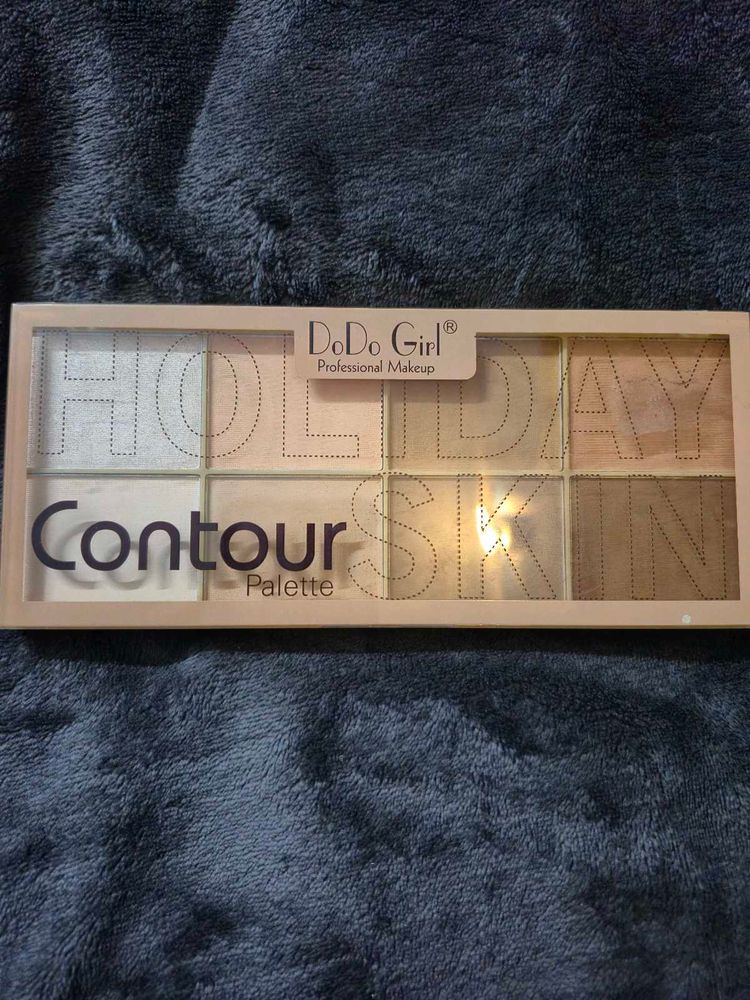 DoDo Girl®
Professional Makeup
HOLIDAY
SKIN
Contour
Palette